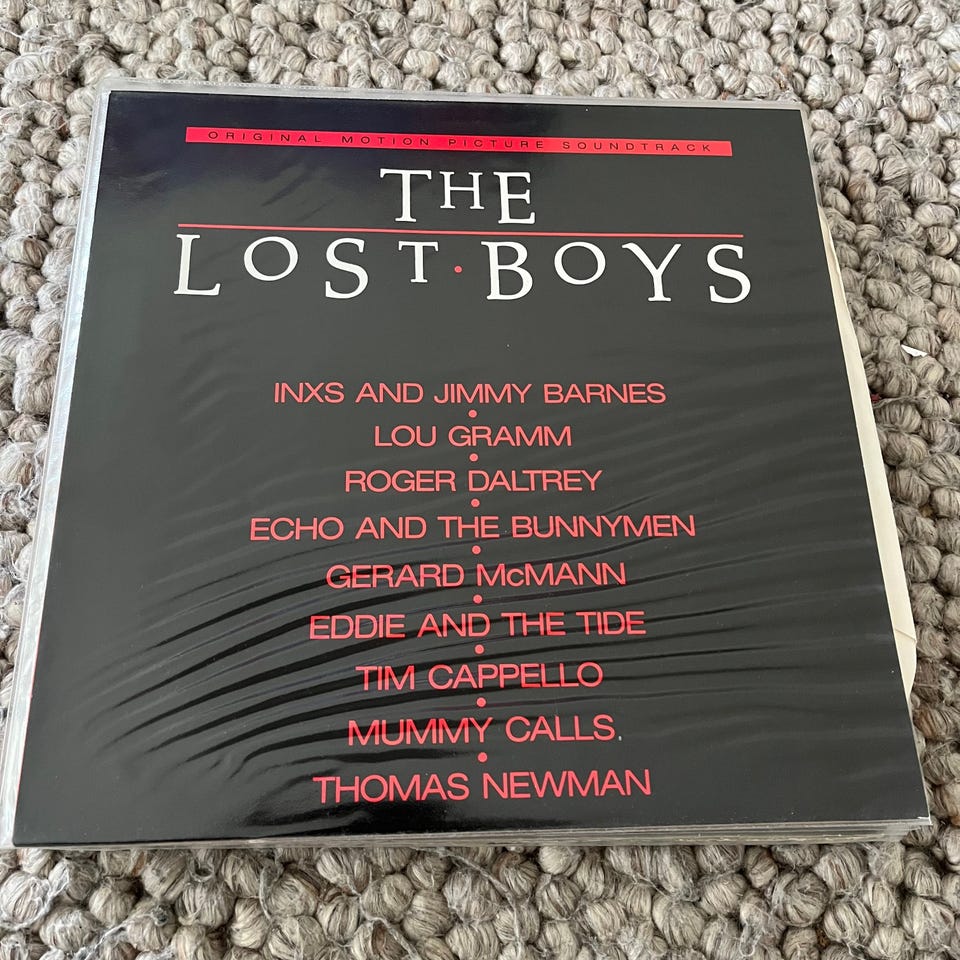 ORIGINAL MOTION PICTURE SOUNDTRACK
THE
LOST·BOYS
INXS AND JIMMY BARNES
•
LOU GRAMM
•
ROGER DALTREY
•
ECHO AND THE BUNNYMEN
•
GERARD McMANN
•
EDDIE AND THE TIDE
•
TIM CAPPELLO
•
MUMMY CALLS
•
THOMAS NEWMAN